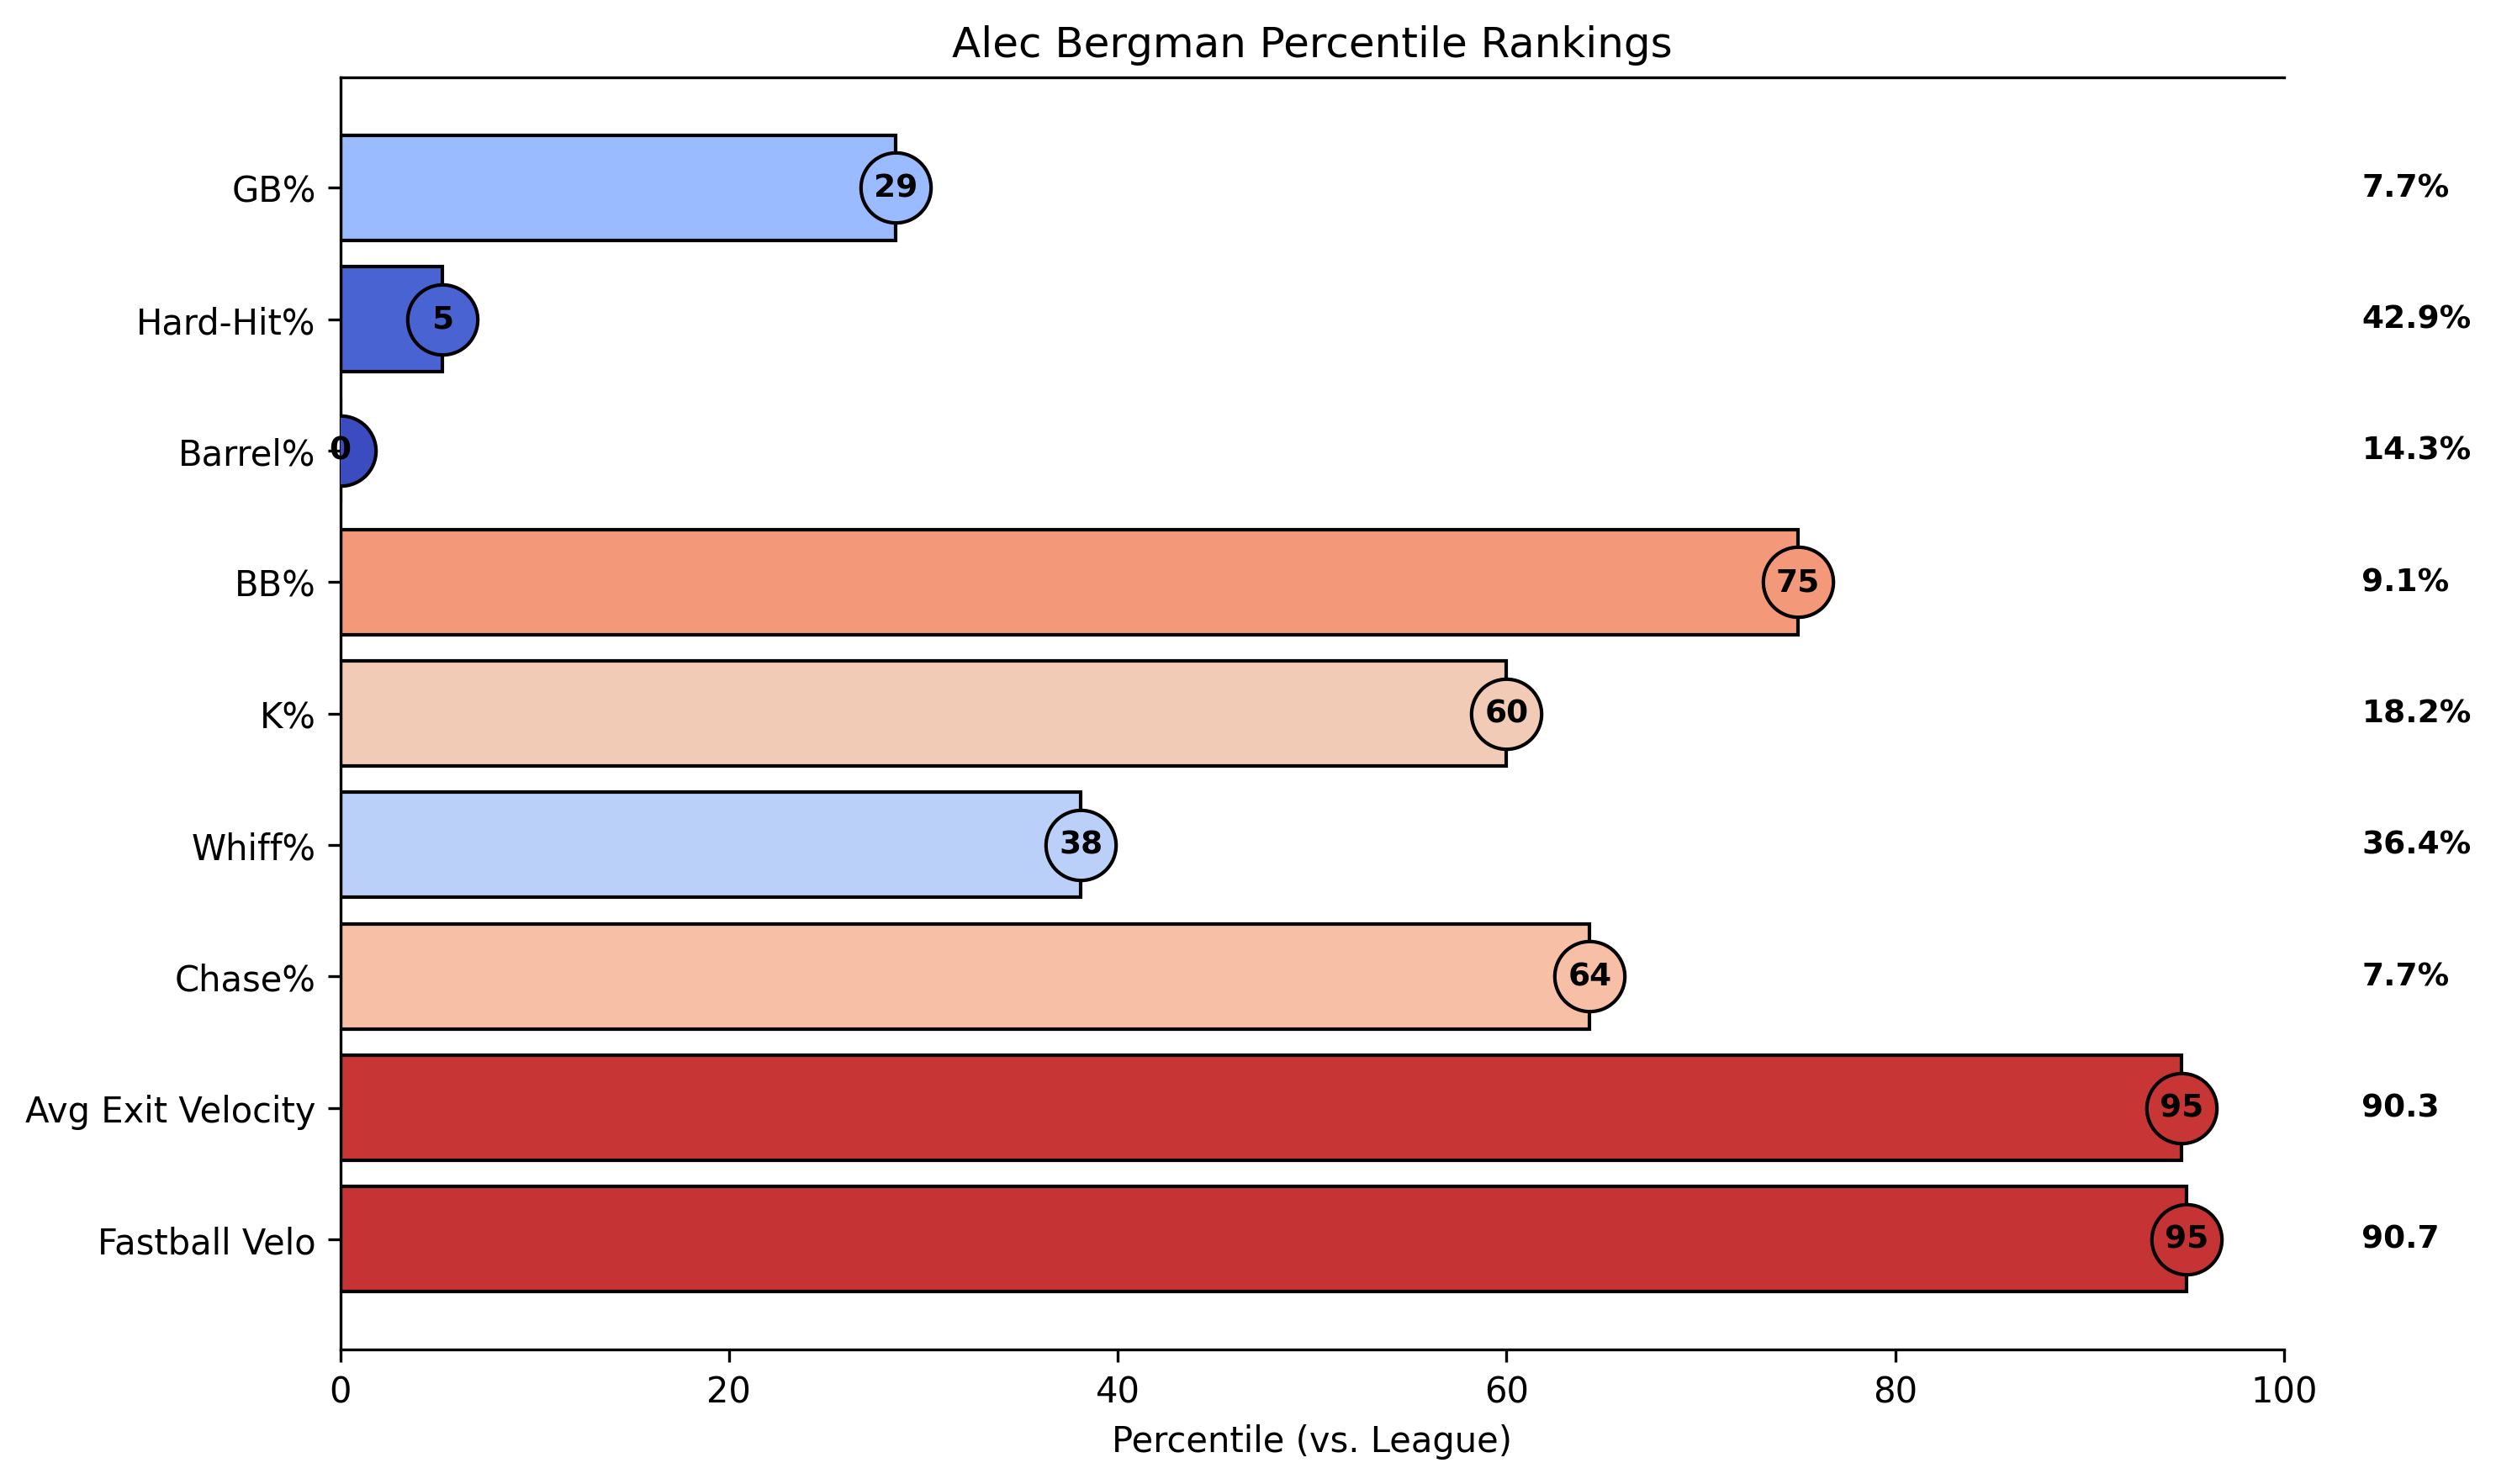 Alec Bergman Percentile Rankings
GB% 29 7.7%
Hard-Hit% 5 42.9%
Barrel% 0 14.3%
BB% 75 9.1%
K% 60 18.2%
Whiff% 38 36.4%
Chase% 64 7.7%
Avg Exit Velocity 95 90.3
Fastball Velo 95 90.7
0 20 40 60 80 100
Percentile (vs. League)